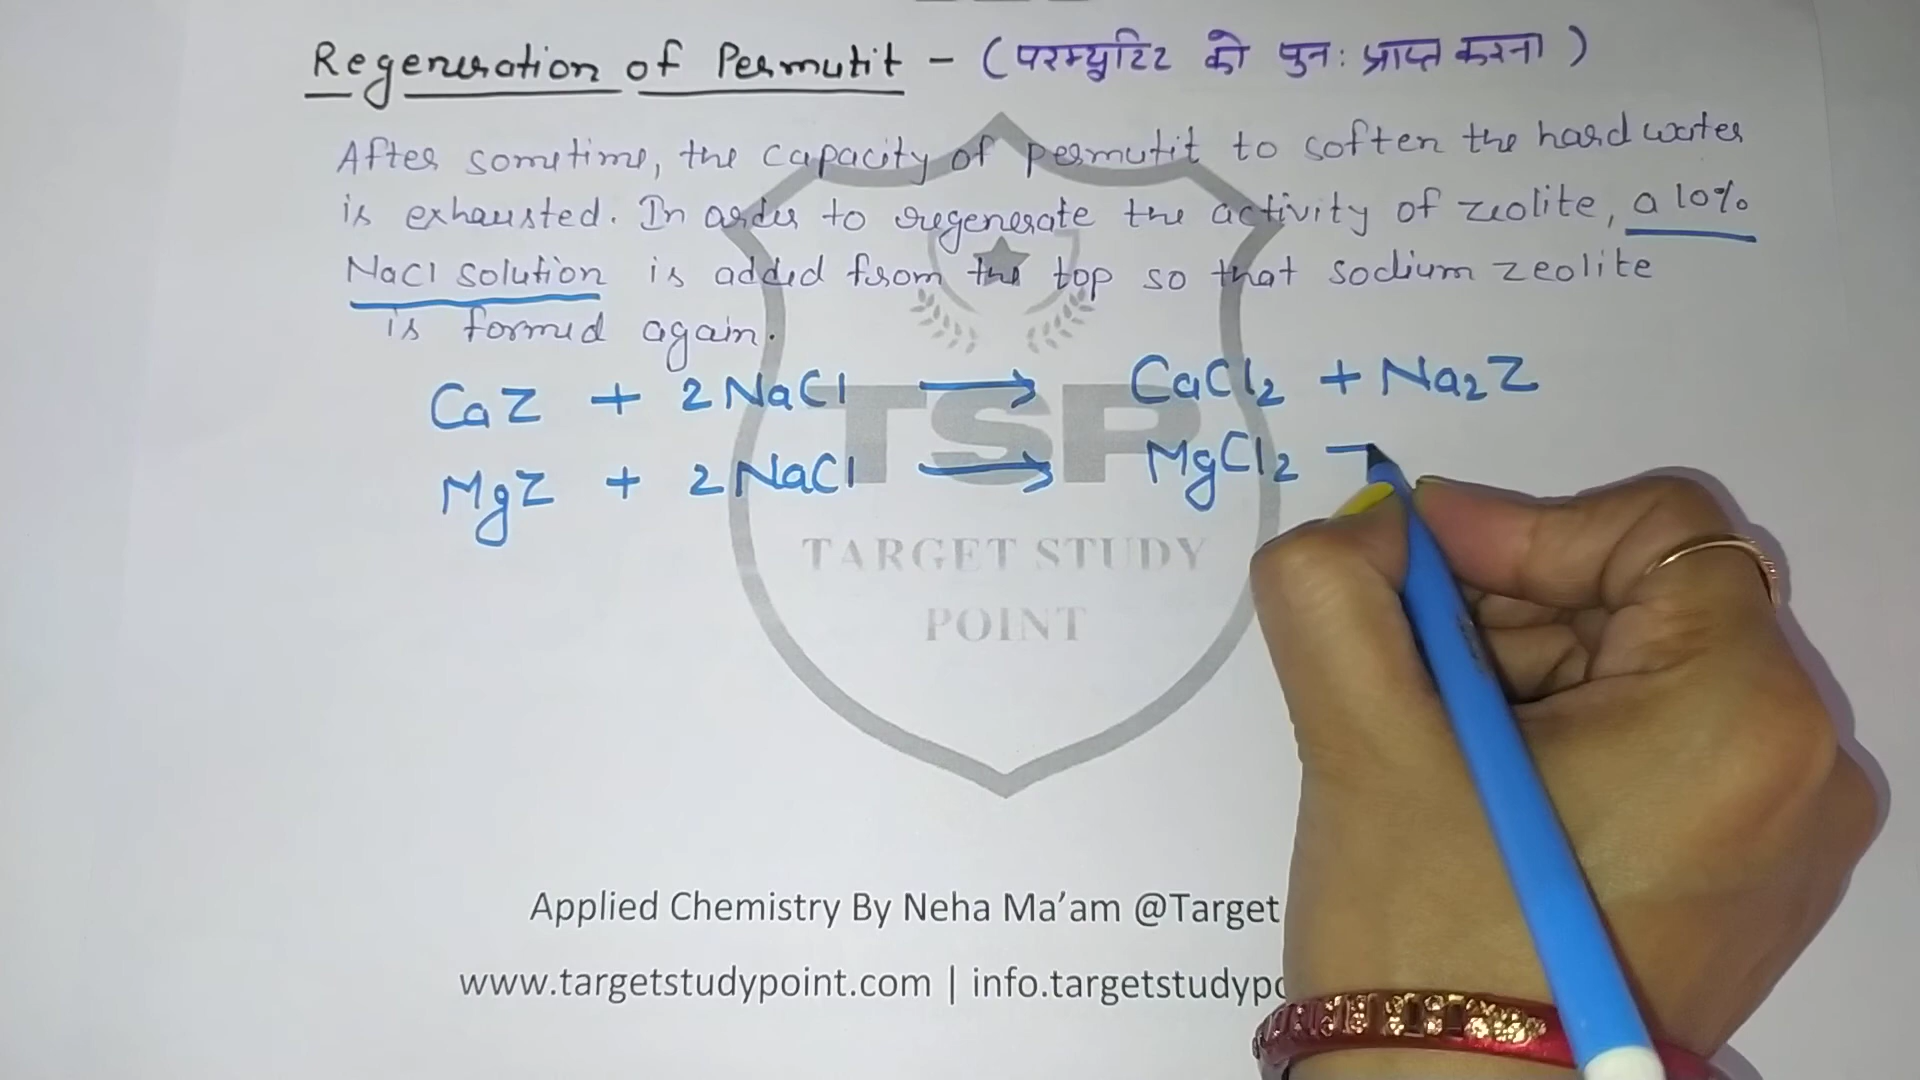 Regeneration of Permutit - (परम्यूटिट को पुनः प्राप्त करना)
After sometime, the capacity of permutit to soften the hard water
is exhausted. In order to regenerate the activity of zeolite, a 10%
NaCl solution is added from the top so that sodium zeolite
is formed again.
CaZ + 2NaCl → CaCl2 + Na2Z
MgZ + 2NaCl → MgCl2
TSP
TARGET STUDY
POINT
Applied Chemistry By Neha Ma'am @Target
www.targetstudypoint.com | info.targetstudypo